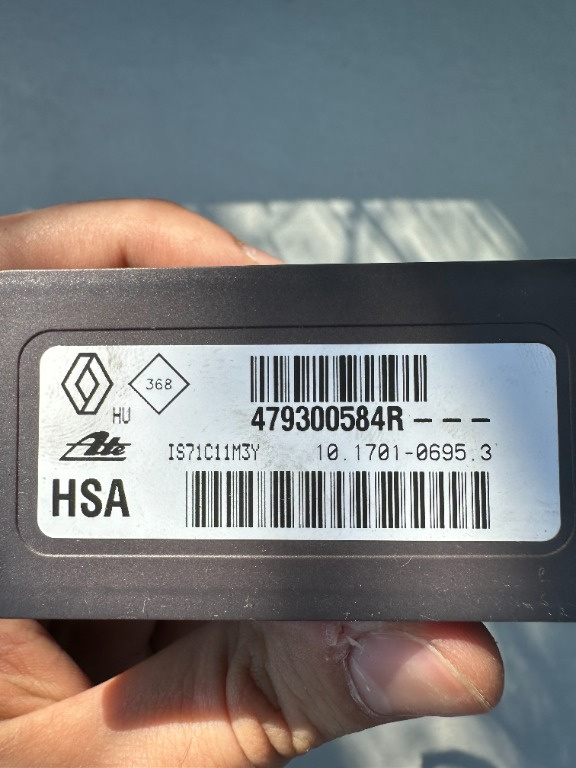 368
HU
479300584R---
Ate
IS71C11M3Y 10.1701-0695.3
HSA